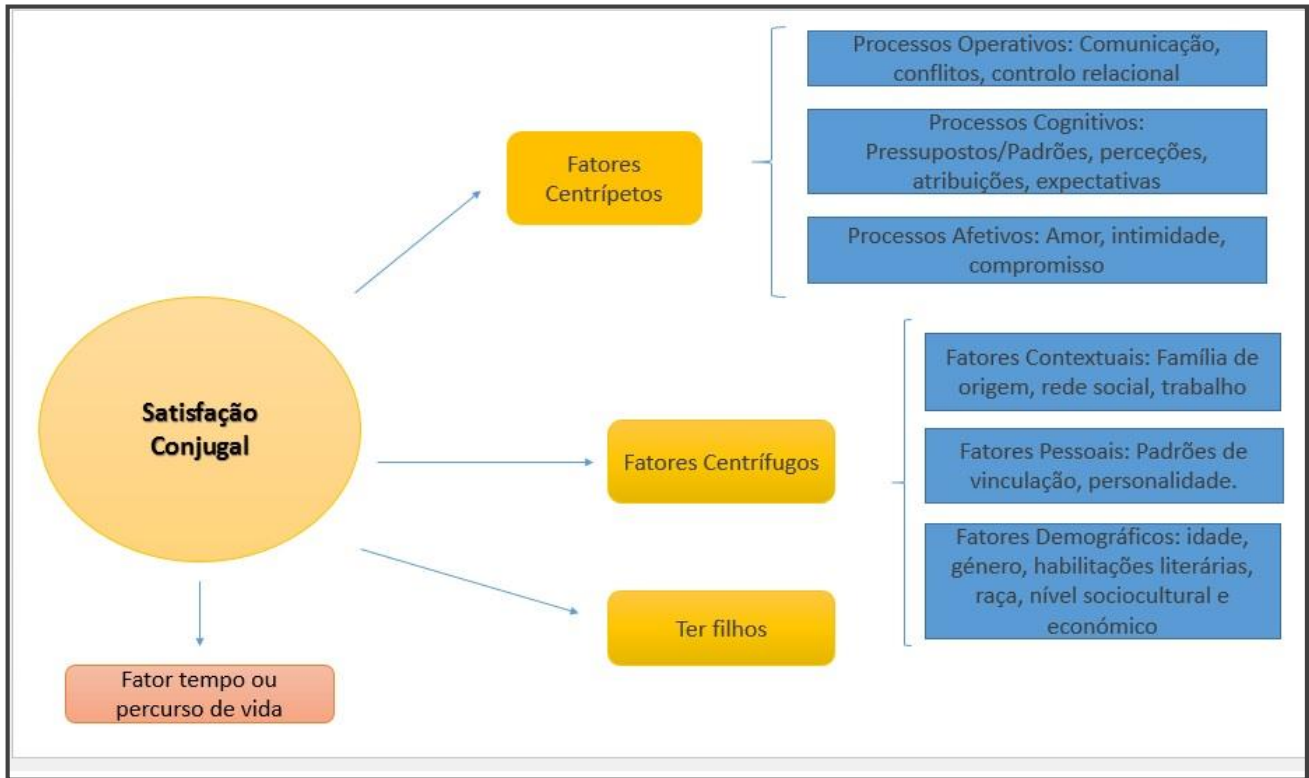 Processos Operativos: Comunicação,
conflitos, controlo relacional
Processos Cognitivos:
Pressupostos/Padrões, perceções,
atribuições, expectativas
Processos Afetivos: Amor, intimidade,
compromisso
Fatores
Centrípetos
Satisfação
Conjugal
Fatores Centrífugos
Fatores Contextuais: Família de
origem, rede social, trabalho
Fatores Pessoais: Padrões de
vinculação, personalidade.
Fatores Demográficos: idade,
género, habilitações literárias,
raça, nível sociocultural e
económico
Ter filhos
Fator tempo ou
percurso de vida